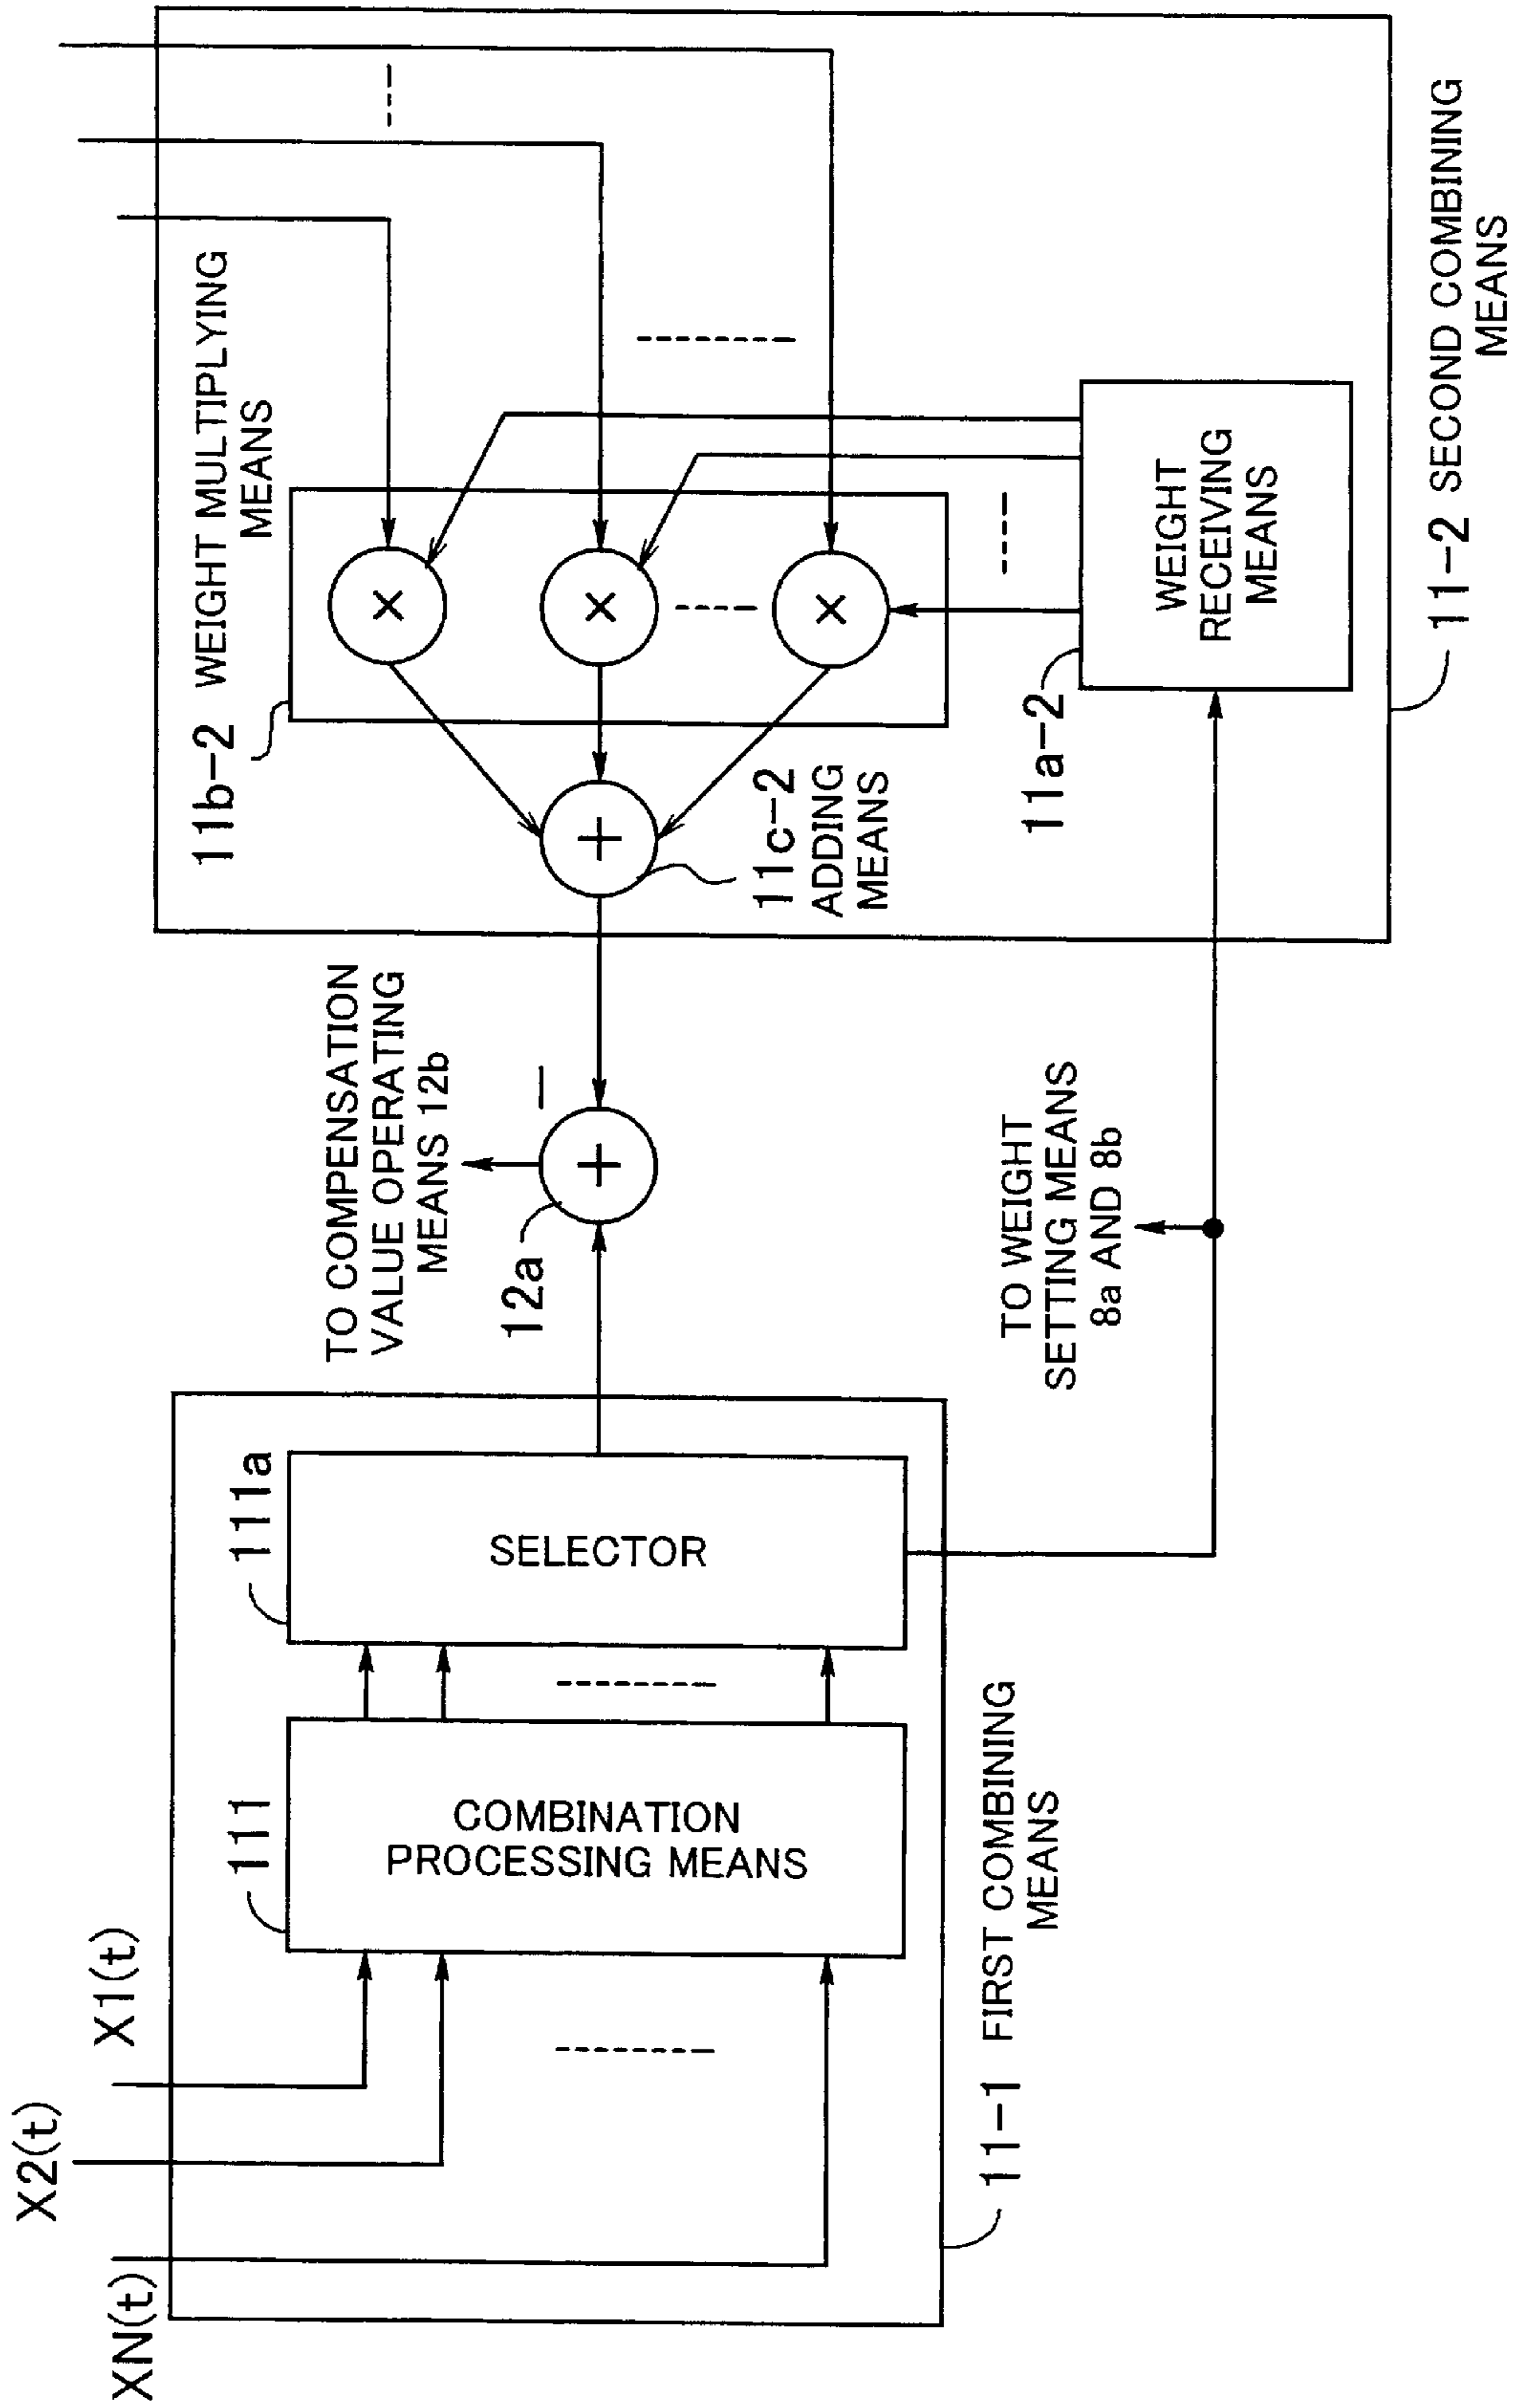 XN(t)
X2(t)
X1(t)
111
COMBINATION
PROCESSING MEANS
111a
SELECTOR
11-1 FIRST COMBINING
MEANS
TO COMPENSATION
VALUE OPERATING
MEANS 12b
12a
+
−
TO WEIGHT
SETTING MEANS
8a AND 8b
11b-2 WEIGHT MULTIPLYING
MEANS
×
×
×
+
11c-2
ADDING
MEANS
11a-2
WEIGHT
RECEIVING
MEANS
11-2 SECOND COMBINING
MEANS